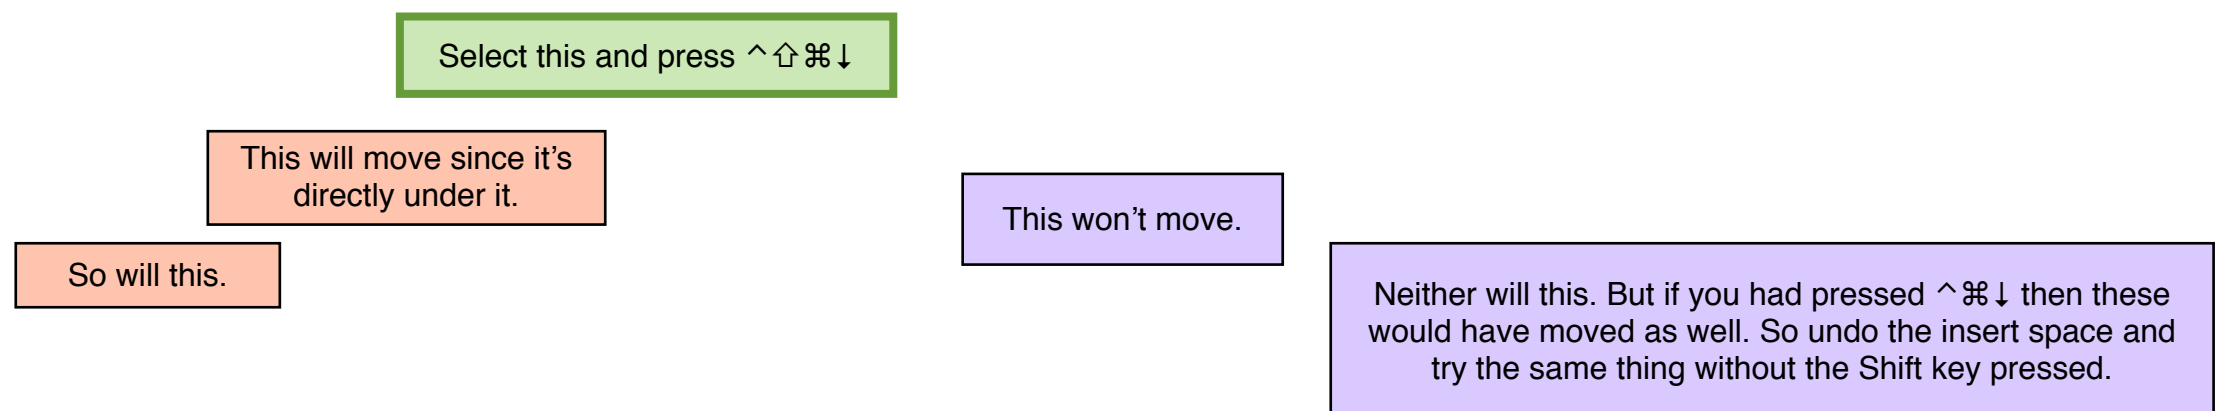 Select this and press ⌃⇧⌘↓
This will move since it’s
directly under it.
This won’t move.
So will this.
Neither will this. But if you had pressed ⌃⌘↓ then these
would have moved as well. So undo the insert space and
try the same thing without the Shift key pressed.